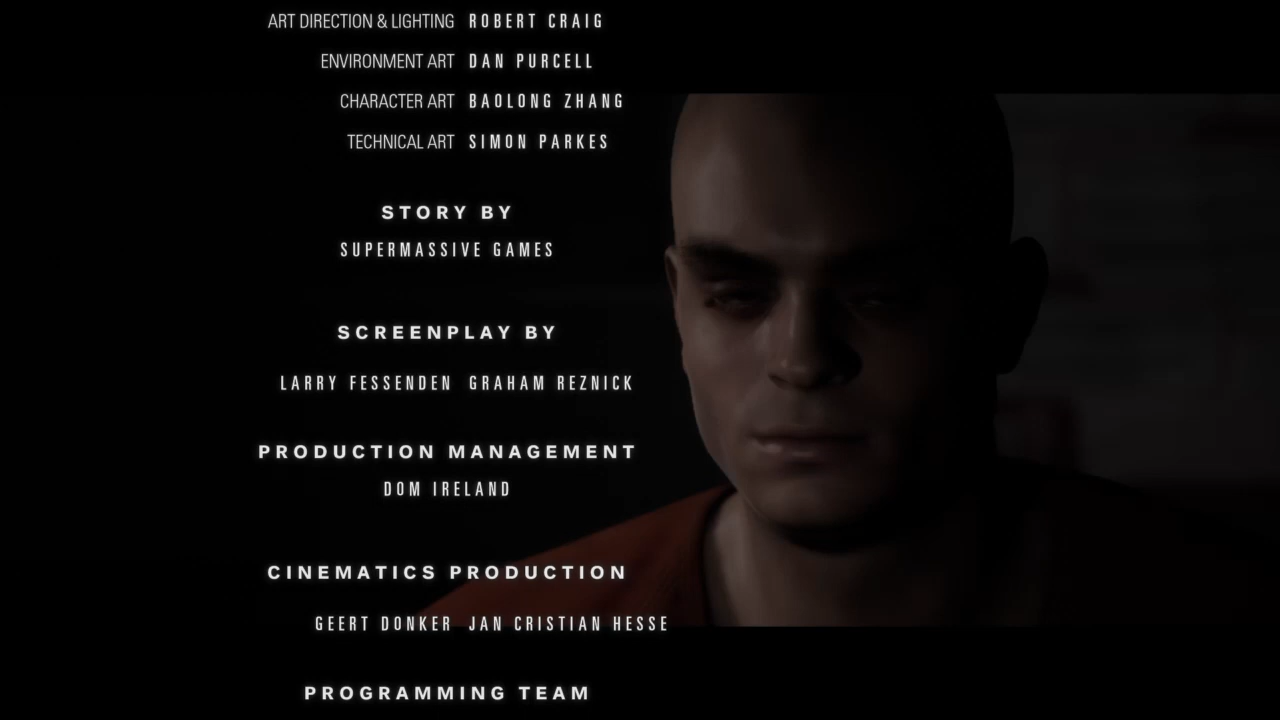 ART DIRECTION & LIGHTING ROBERT CRAIG
ENVIRONMENT ART DAN PURCELL
CHARACTER ART BAOLONG ZHANG
TECHNICAL ART SIMON PARKES
STORY BY
SUPERMASSIVE GAMES
SCREENPLAY BY
LARRY FESSENDEN GRAHAM REZNICK
PRODUCTION MANAGEMENT
DOM IRELAND
CINEMATICS PRODUCTION
GEERT DONKER JAN CRISTIAN HESSE
PROGRAMMING TEAM